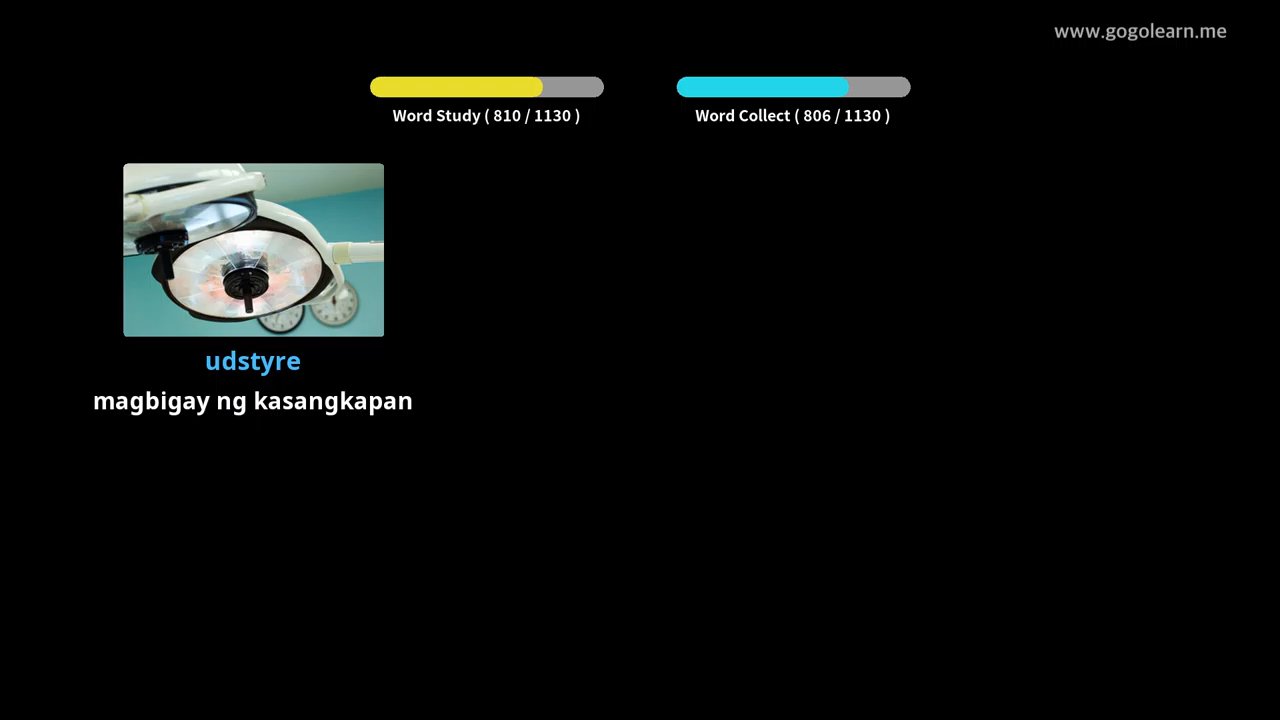 www.gogolearn.me
Word Study ( 810 / 1130 )
Word Collect ( 806 / 1130 )
udstyre
magbigay ng kasangkapan